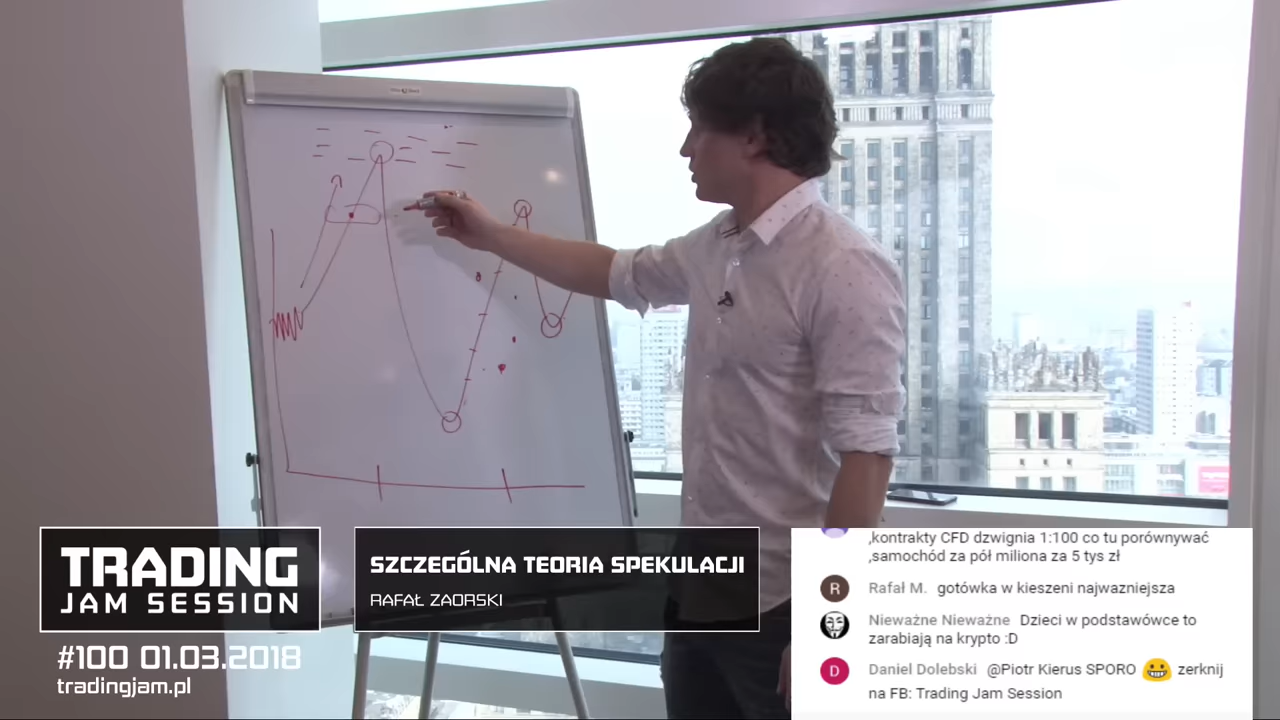 TRADING
JAM SESSION
#100 01.03.2018
tradingjam.pl
SZCZEGÓLNA TEORIA SPEKULACJI
RAFAŁ ZAORSKI
,kontrakty CFD dzwignia 1:100 co tu porównywać
,samochód za pół miliona za 5 tys zł
R
Rafał M. gotówka w kieszeni najwazniejsza
Nieważne Nieważne Dzieci w podstawówce to
zarabiają na krypto :D
D
Daniel Dolebski @Piotr Kierus SPORO 😀 zerknij
na FB: Trading Jam Session